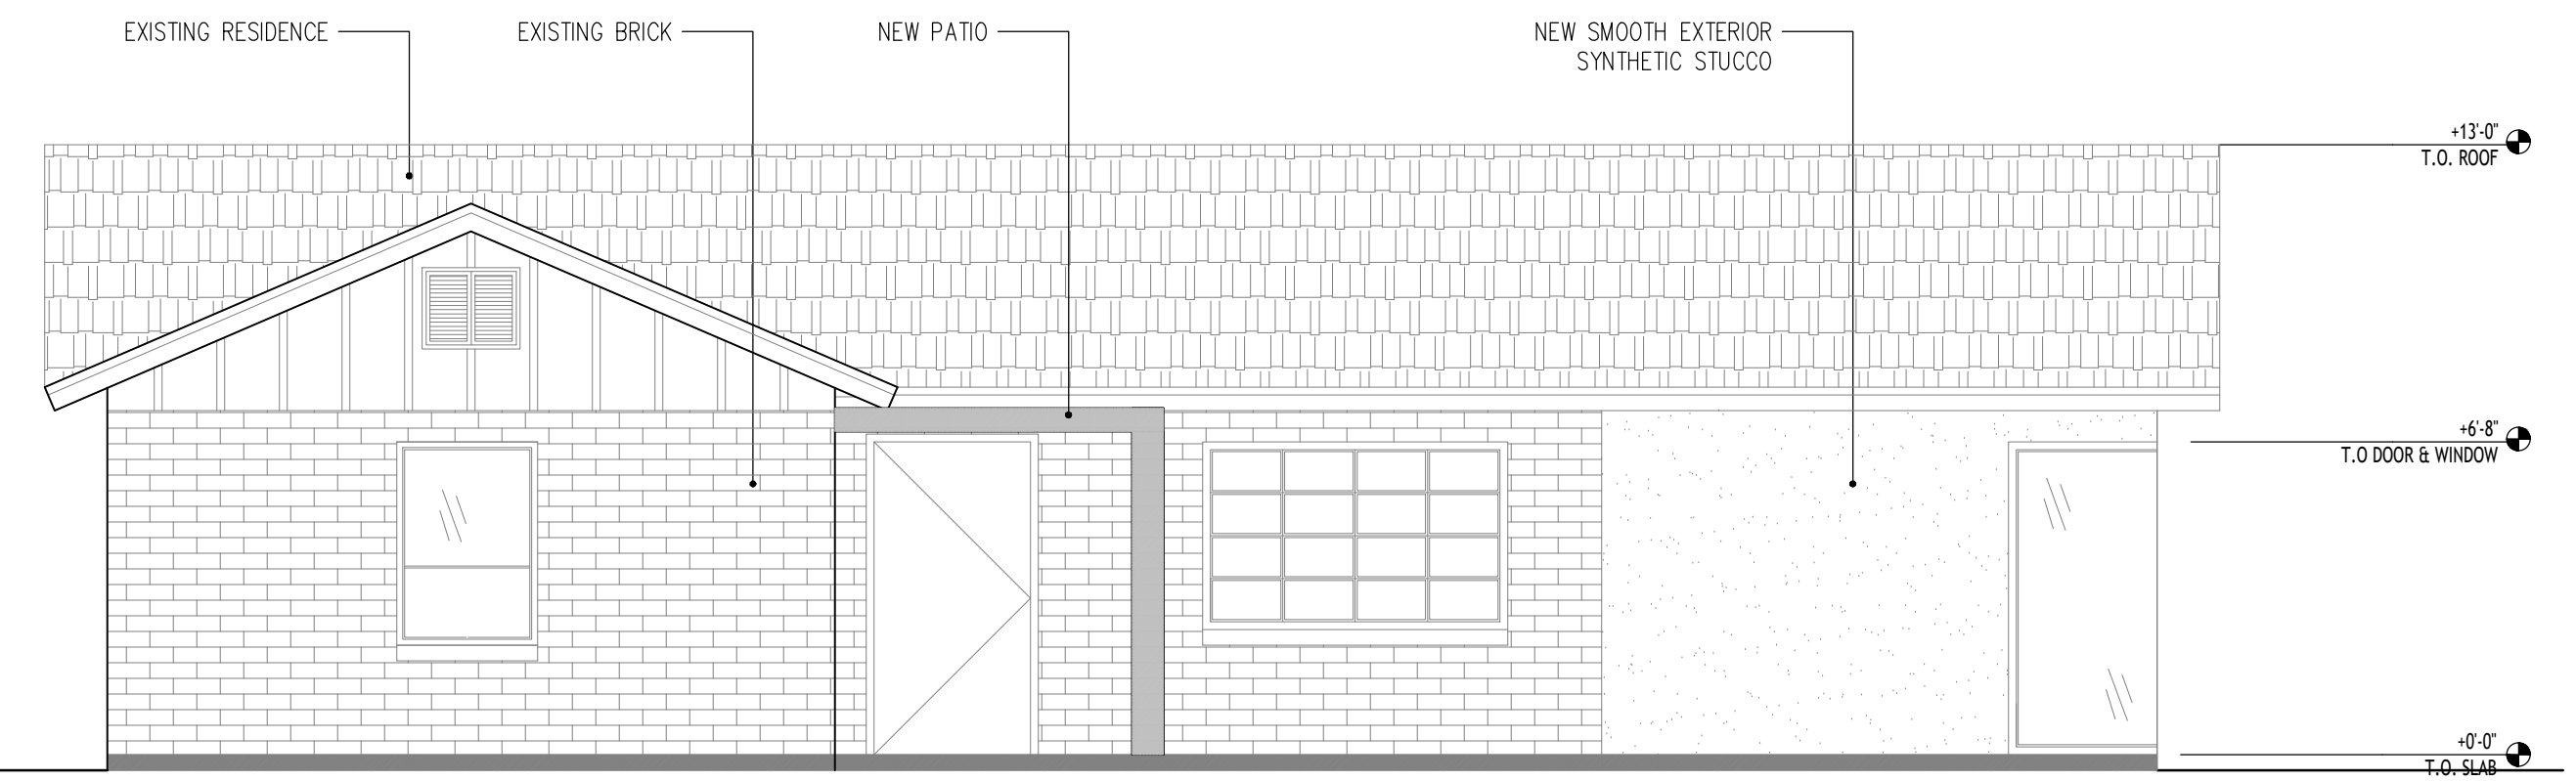 EXISTING RESIDENCE
EXISTING BRICK
NEW PATIO
NEW SMOOTH EXTERIOR
SYNTHETIC STUCCO
+13'-0"
T.O. ROOF
+6'-8"
T.O DOOR & WINDOW
+0'-0"
T.O. SLAB